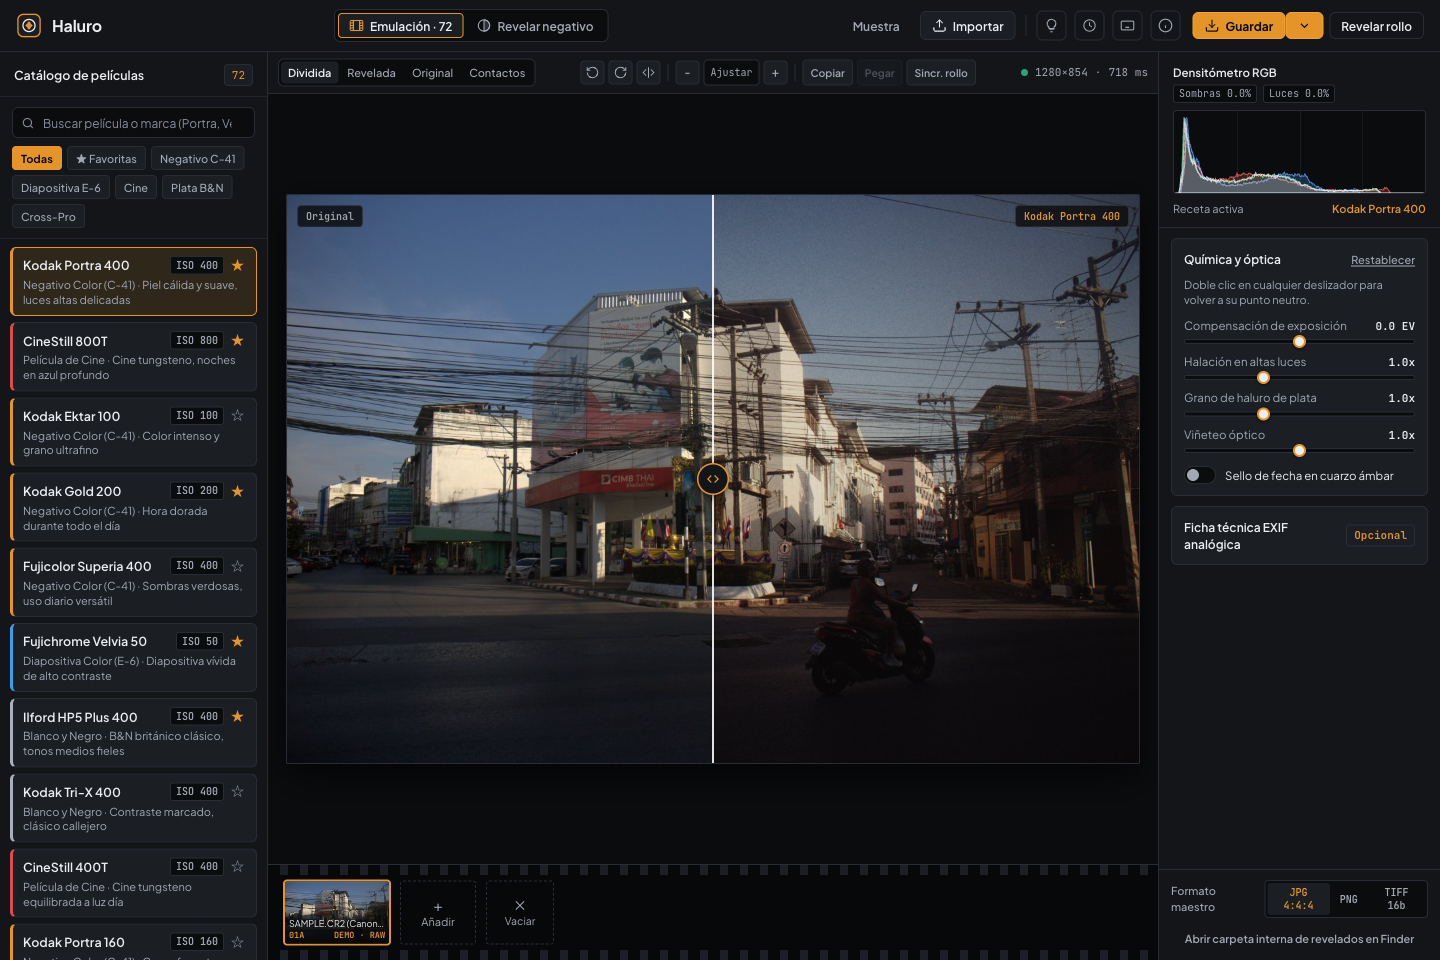 Haluro
Emulación · 72
Revelar negativo
Muestra
Importar
Guardar
Revelar rollo
Catálogo de películas
72
Buscar película o marca (Portra, Ve
Todas
Favoritas
Negativo C-41
Diapositiva E-6
Cine
Plata B&N
Cross-Pro
Kodak Portra 400
ISO 400
Negativo Color (C-41) · Piel cálida y suave,
luces altas delicadas
CineStill 800T
ISO 800
Película de Cine · Cine tungsteno, noches
en azul profundo
Kodak Ektar 100
ISO 100
Negativo Color (C-41) · Color intenso y
grano ultrafino
Kodak Gold 200
ISO 200
Negativo Color (C-41) · Hora dorada
durante todo el día
Fujicolor Superia 400
ISO 400
Negativo Color (C-41) · Sombras verdosas,
uso diario versátil
Fujichrome Velvia 50
ISO 50
Diapositiva Color (E-6) · Diapositiva vívida
de alto contraste
Ilford HP5 Plus 400
ISO 400
Blanco y Negro · B&N británico clásico,
tonos medios fieles
Kodak Tri-X 400
ISO 400
Blanco y Negro · Contraste marcado,
clásico callejero
CineStill 400T
ISO 400
Película de Cine · Cine tungsteno
equilibrada a luz día
Kodak Portra 160
ISO 160
Dividida
Revelada
Original
Contactos
-
Ajustar
+
Copiar
Pegar
Sincr. rollo
1280×854 · 718 ms
Original
Kodak Portra 400
CIMB THAI
SAMPLE.CR2 (Canon...
01A
DEMO · RAW
+
Añadir
Vaciar
Densitómetro RGB
Sombras 0.0%
Luces 0.0%
Receta activa
Kodak Portra 400
Química y óptica
Restablecer
Doble clic en cualquier deslizador para
volver a su punto neutro.
Compensación de exposición
0.0 EV
Halación en altas luces
1.0x
Grano de haluro de plata
1.0x
Viñeteo óptico
1.0x
Sello de fecha en cuarzo ámbar
Ficha técnica EXIF
analógica
Opcional
Formato
maestro
JPG
4:4:4
PNG
TIFF
16b
Abrir carpeta interna de revelados en Finder